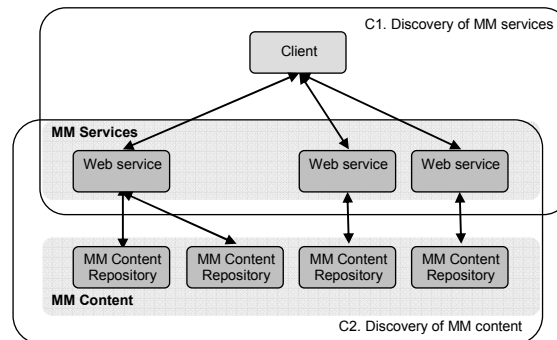 C1. Discovery of MM services
Client
MM Services
Web service
Web service
Web service
MM Content
Repository
MM Content
Repository
MM Content
Repository
MM Content
Repository
MM Content
C2. Discovery of MM content